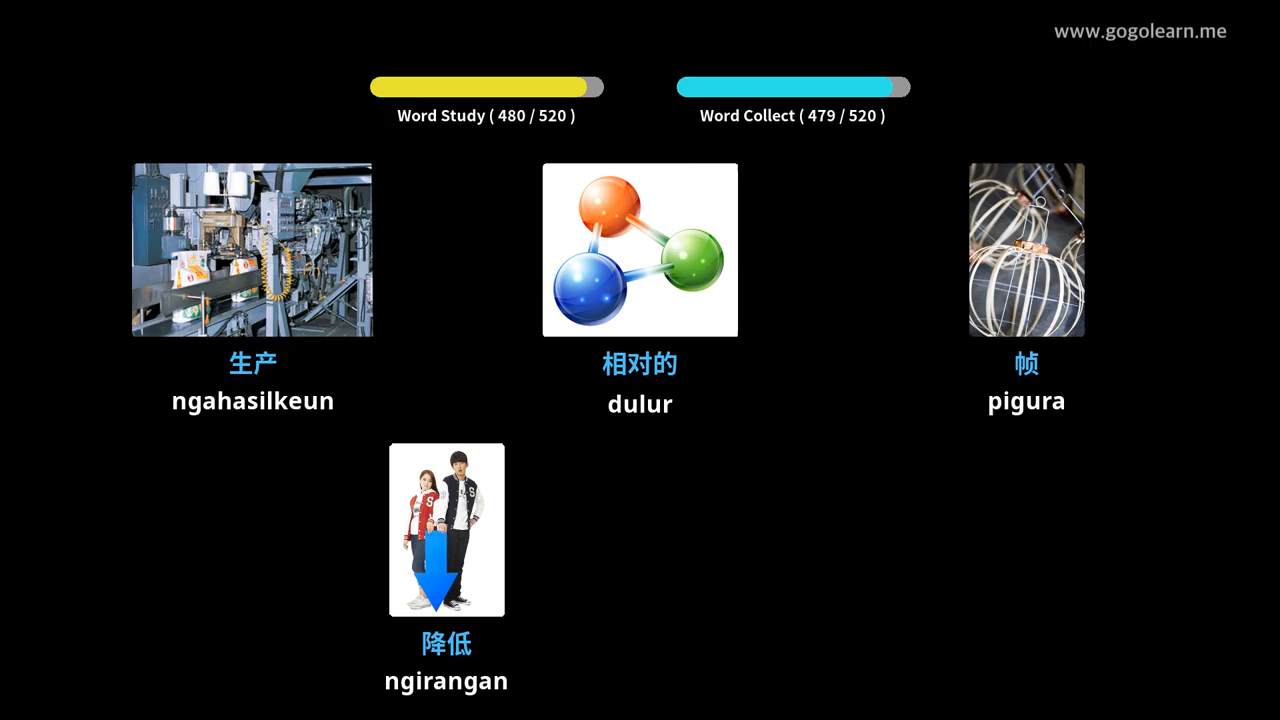 www.gogolearn.me
Word Study ( 480 / 520 )
Word Collect ( 479 / 520 )
生产
相对的
帧
ngahasilkeun
dulur
pigura
S
S
降低
ngirangan